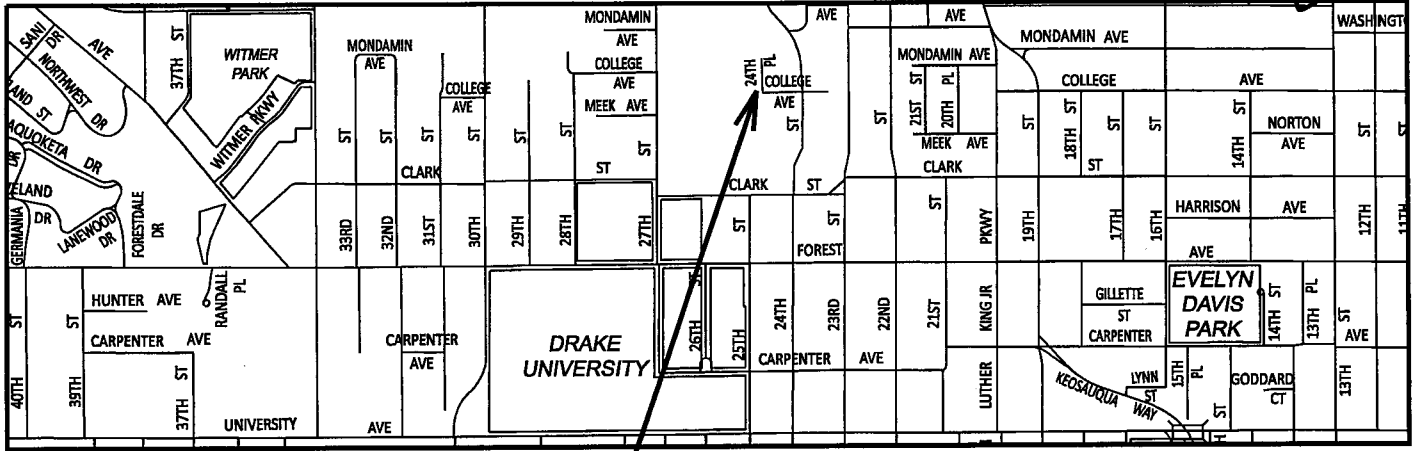 SANI
DR
AVE
37TH ST
WITMER
PARK
WITMER PKWY
NORTHWEST
DR
LAND ST
AQUOKETA
DR
ELAND
DR
GERMANIA
LANEWOOD
DR
FORESTDALE
DR
MONDAMIN
AVE
33RD
ST
32ND
ST
31ST
ST
30TH
ST
COLLEGE
AVE
CLARK
29TH
ST
28TH
ST
27TH
ST
ST
MONDAMIN
AVE
COLLEGE
AVE
MEEK AVE
24TH
PL
COLLEGE
AVE
AVE
AVE
CLARK
ST
ST
ST
ST
FOREST
ST
MONDAMIN AVE
21ST
ST
20TH
PL
MEEK AVE
CLARK
ST
PKWY
19TH
ST
MONDAMIN AVE
COLLEGE
AVE
18TH
ST
ST
17TH
ST
16TH
ST
14TH
ST
NORTON
AVE
HARRISON
AVE
AVE
WASHINGTO
12TH
ST
11TH
40TH
ST
39TH
ST
HUNTER AVE
CARPENTER AVE
37TH
ST
RANDALL
PL
UNIVERSITY
AVE
CARPENTER
AVE
DRAKE
UNIVERSITY
26TH
ST
25TH
24TH
23RD
22ND
21ST
CARPENTER AVE
KING JR
LUTHER
GILLETTE
ST
CARPENTER
EVELYN
DAVIS
PARK
14TH
ST
13TH
PL
ST
AVE
13TH
KEOSAUQUA
WAY
LYNN
ST
15TH
PL
ST
GODDARD
CT